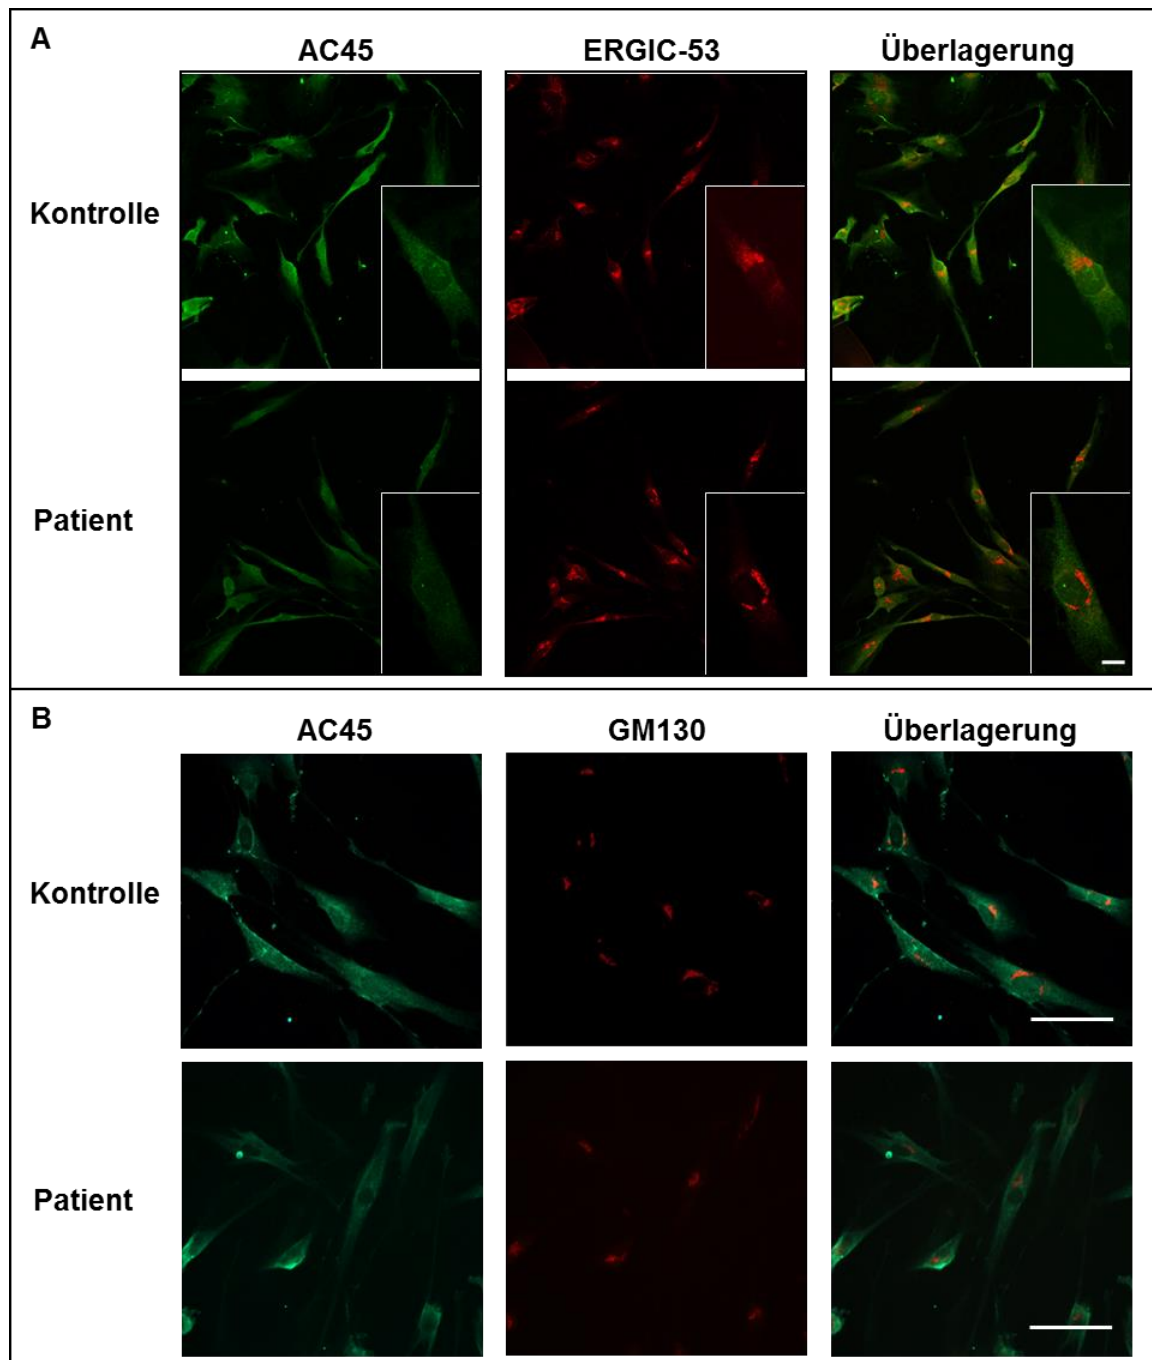 A
AC45 ERGIC-53 Überlagerung
Kontrolle
Patient
B
AC45 GM130 Überlagerung
Kontrolle
Patient